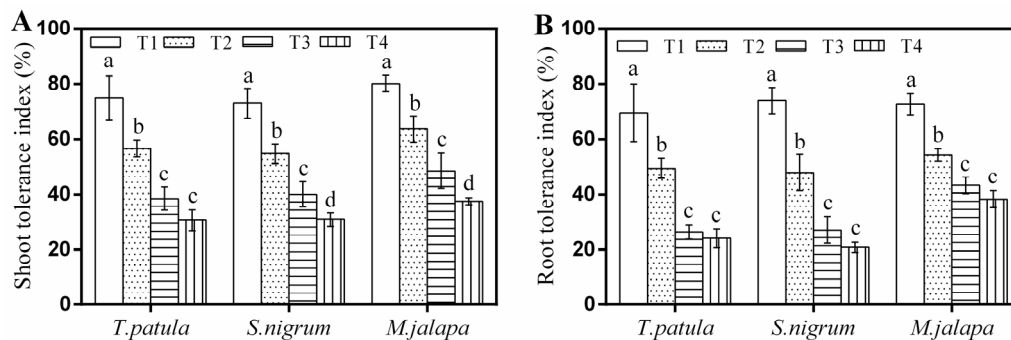 A
Shoot tolerance index (%)
100
80
60
40
20
0
T1 T2 T3 T4
a b c c
a b c d
a b c d
T.patula S.nigrum M.jalapa
B
Root tolerance index (%)
100
80
60
40
20
0
T1 T2 T3 T4
a b c c
a b c c
a b c c
T.patula S.nigrum M.jalapa